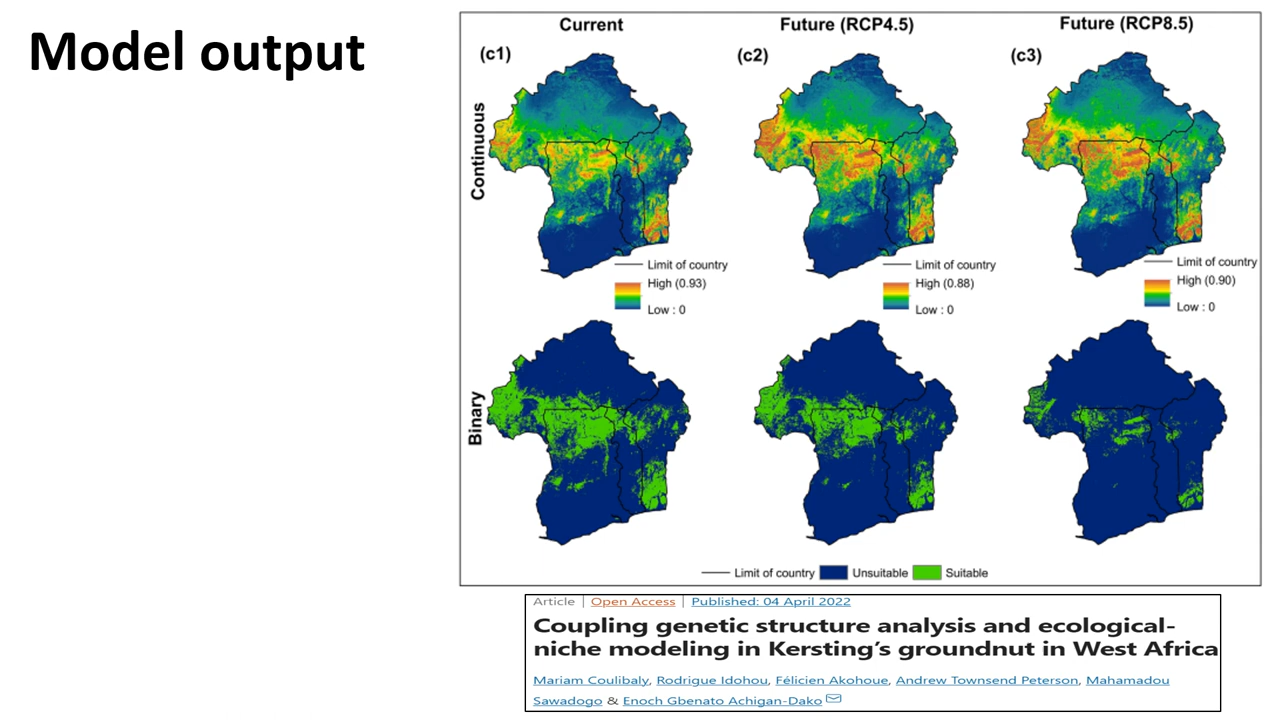 Model output
Current
Future (RCP4.5)
Future (RCP8.5)
(c1)
(c2)
(c3)
Continuous
Limit of country
High (0.93)
Low : 0
Limit of country
High (0.88)
Low : 0
Limit of country
High (0.90)
Low : 0
Binary
Limit of country
Unsuitable
Suitable
Article | Open Access | Published: 04 April 2022
Coupling genetic structure analysis and ecological-
niche modeling in Kersting’s groundnut in West Africa
Mariam Coulibaly, Rodrigue Idohou, Félicien Akohoue, Andrew Townsend Peterson, Mahamadou
Sawadogo & Enoch Gbenato Achigan-Dako